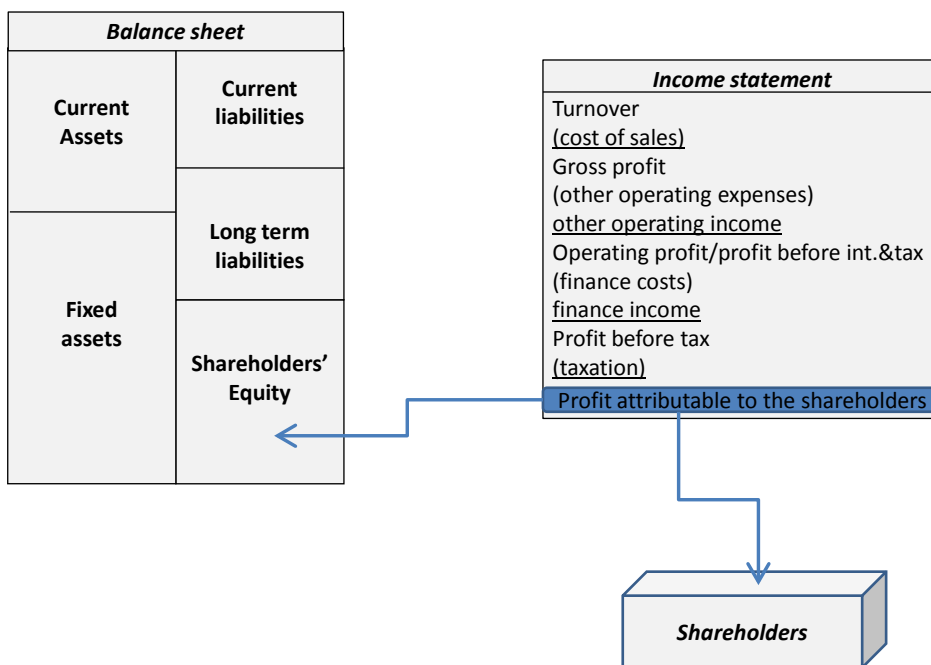 Balance sheet
Current
Assets
Current
liabilities
Long term
liabilities
Fixed
assets
Shareholders’
Equity
Income statement
Turnover
(cost of sales)
Gross profit
(other operating expenses)
other operating income
Operating profit/profit before int.&tax
(finance costs)
finance income
Profit before tax
(taxation)
Profit attributable to the shareholders
Shareholders